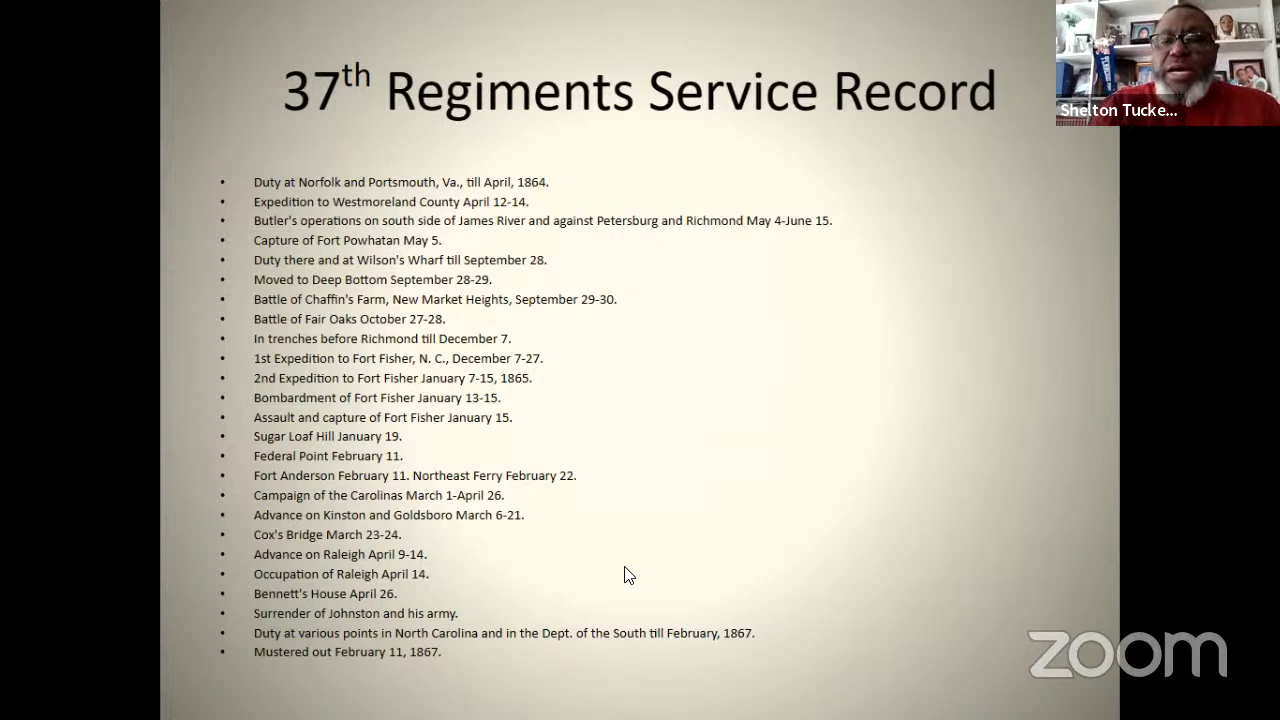 37th Regiments Service Record
Shelton Tucke...
• Duty at Norfolk and Portsmouth, Va., till April, 1864.
• Expedition to Westmoreland County April 12-14.
• Butler's operations on south side of James River and against Petersburg and Richmond May 4-June 15.
• Capture of Fort Powhatan May 5.
• Duty there and at Wilson's Wharf till September 28.
• Moved to Deep Bottom September 28-29.
• Battle of Chaffin's Farm, New Market Heights, September 29-30.
• Battle of Fair Oaks October 27-28.
• In trenches before Richmond till December 7.
• 1st Expedition to Fort Fisher, N. C., December 7-27.
• 2nd Expedition to Fort Fisher January 7-15, 1865.
• Bombardment of Fort Fisher January 13-15.
• Assault and capture of Fort Fisher January 15.
• Sugar Loaf Hill January 19.
• Federal Point February 11.
• Fort Anderson February 11. Northeast Ferry February 22.
• Campaign of the Carolinas March 1-April 26.
• Advance on Kinston and Goldsboro March 6-21.
• Cox's Bridge March 23-24.
• Advance on Raleigh April 9-14.
• Occupation of Raleigh April 14.
• Bennett's House April 26.
• Surrender of Johnston and his army.
• Duty at various points in North Carolina and in the Dept. of the South till February, 1867.
• Mustered out February 11, 1867.
zoom